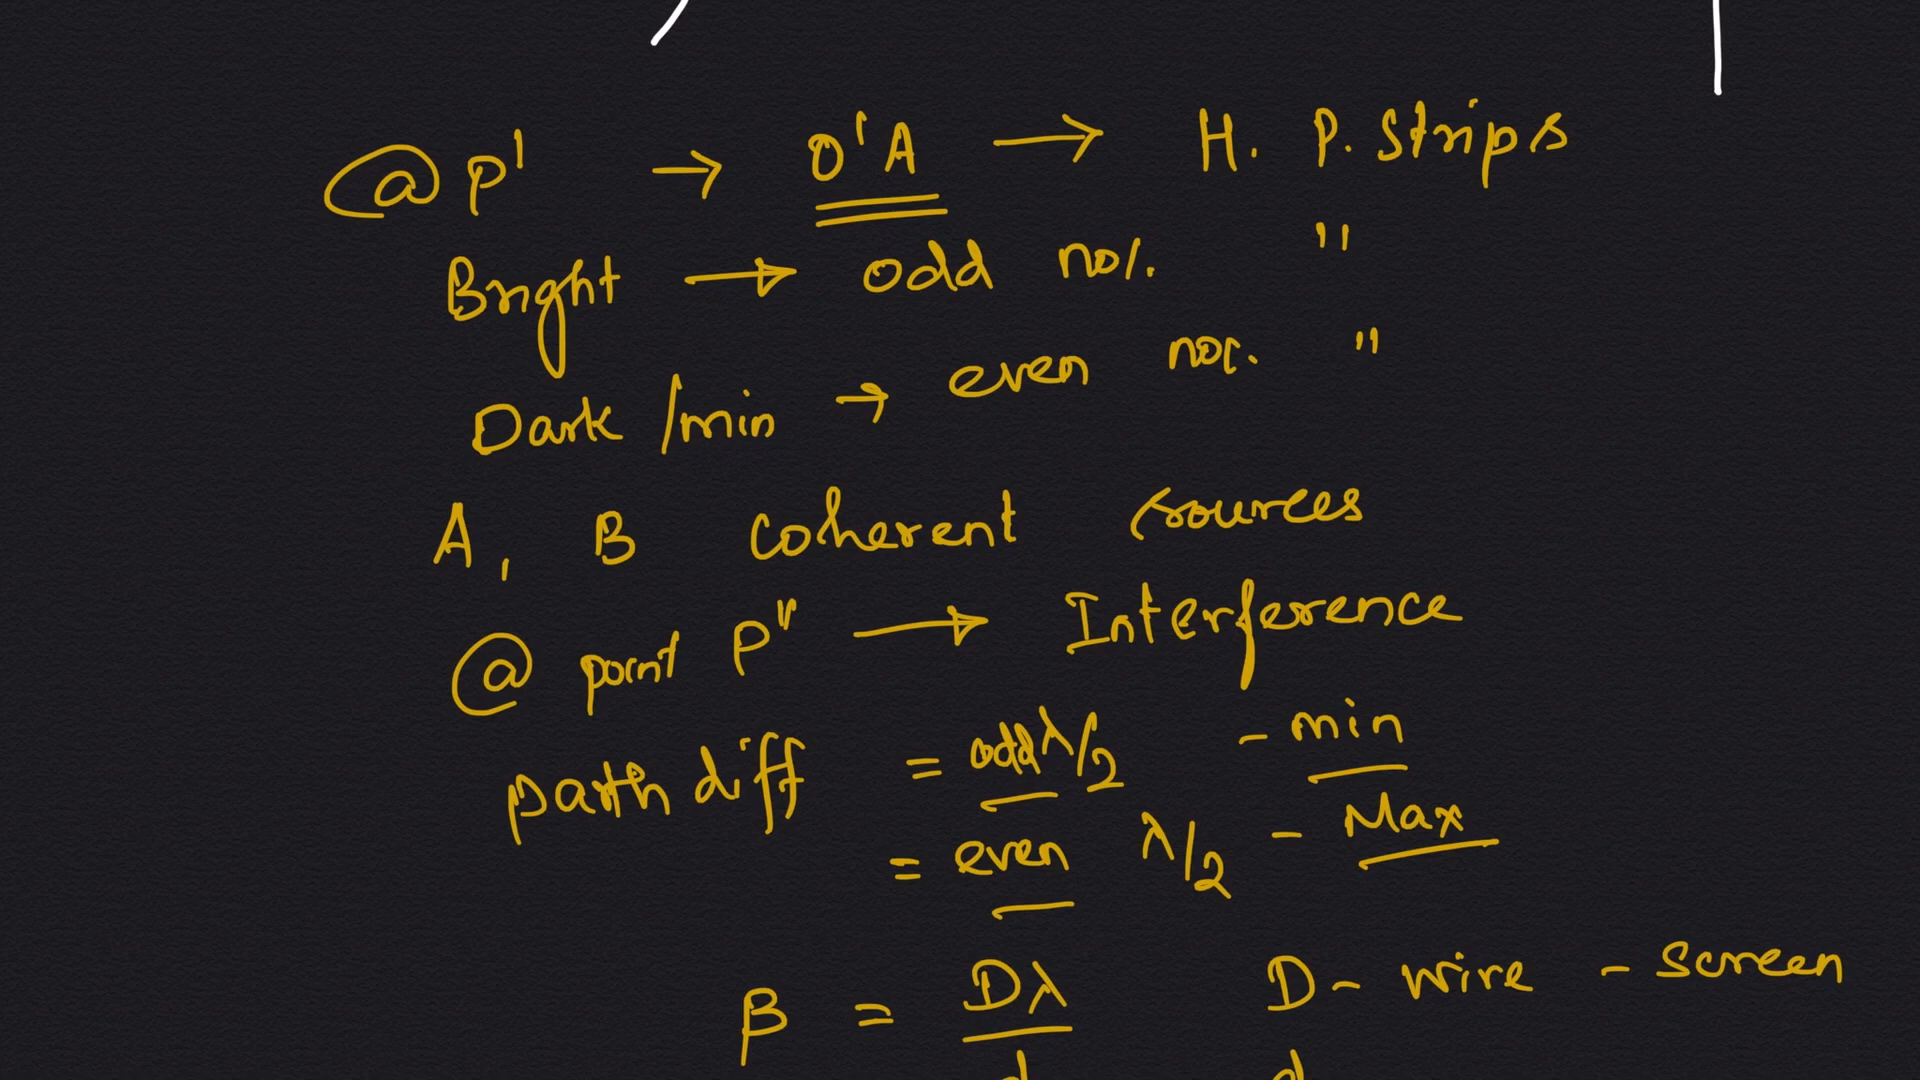 @ P' → O'A → H. P. Strips
Bright → odd no/. "
Dark /min → even no(. "
A, B coherent sources
@ point P" → Interference
path diff = odd λ/2 - min
= even λ/2 - Max
β = Dλ/d D - wire - screen
d